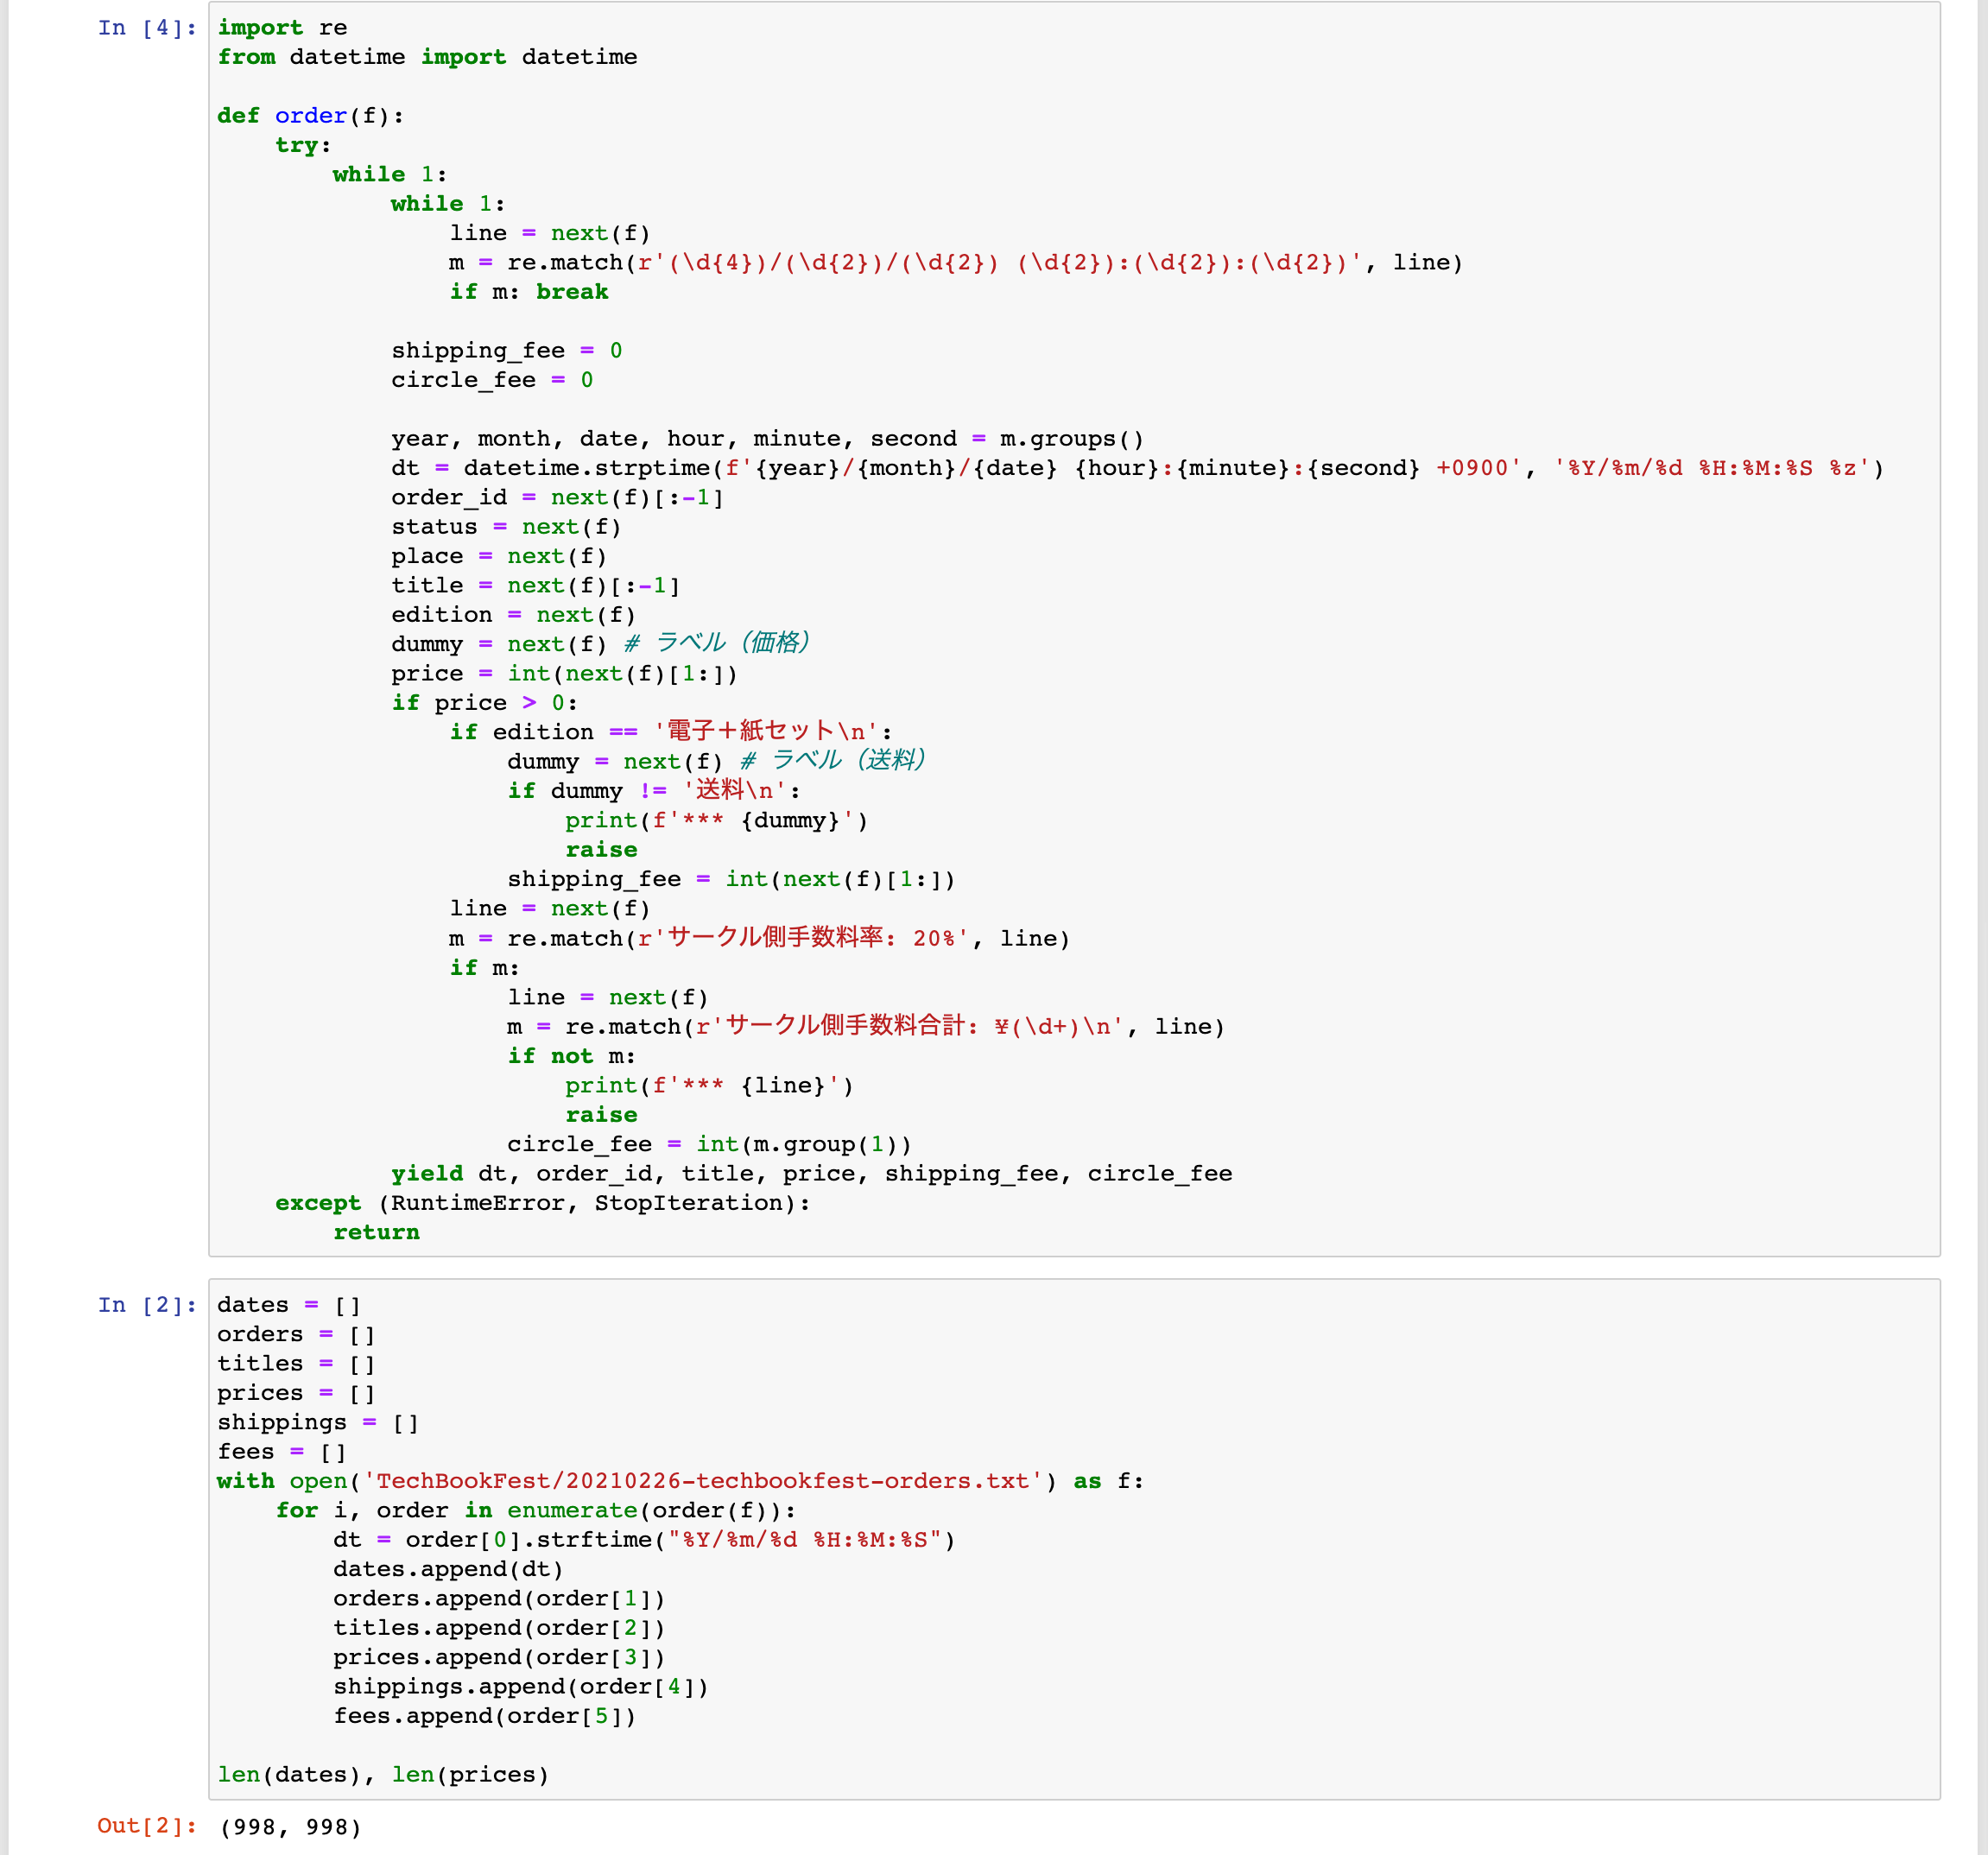 In [4]:
import re
from datetime import datetime

def order(f):
    try:
        while 1:
            while 1:
                line = next(f)
                m = re.match(r'(\d{4})/(\d{2})/(\d{2}) (\d{2}):(\d{2}):(\d{2})', line)
                if m: break

            shipping_fee = 0
            circle_fee = 0

            year, month, date, hour, minute, second = m.groups()
            dt = datetime.strptime(f'{year}/{month}/{date} {hour}:{minute}:{second} +0900', '%Y/%m/%d %H:%M:%S %z')
            order_id = next(f)[:-1]
            status = next(f)
            place = next(f)
            title = next(f)[:-1]
            edition = next(f)
            dummy = next(f) # ラベル（価格）
            price = int(next(f)[1:])
            if price > 0:
                if edition == '電子＋紙セット\n':
                    dummy = next(f) # ラベル（送料）
                    if dummy != '送料\n':
                        print(f'*** {dummy}')
                        raise
                    shipping_fee = int(next(f)[1:])
                line = next(f)
                m = re.match(r'サークル側手数料率: 20%', line)
                if m:
                    line = next(f)
                    m = re.match(r'サークル側手数料合計: ¥(\d+)\n', line)
                    if not m:
                        print(f'*** {line}')
                        raise
                    circle_fee = int(m.group(1))
            yield dt, order_id, title, price, shipping_fee, circle_fee
    except (RuntimeError, StopIteration):
        return
In [2]:
dates = []
orders = []
titles = []
prices = []
shippings = []
fees = []
with open('TechBookFest/20210226-techbookfest-orders.txt') as f:
    for i, order in enumerate(order(f)):
        dt = order[0].strftime("%Y/%m/%d %H:%M:%S")
        dates.append(dt)
        orders.append(order[1])
        titles.append(order[2])
        prices.append(order[3])
        shippings.append(order[4])
        fees.append(order[5])

len(dates), len(prices)
Out[2]: (998, 998)